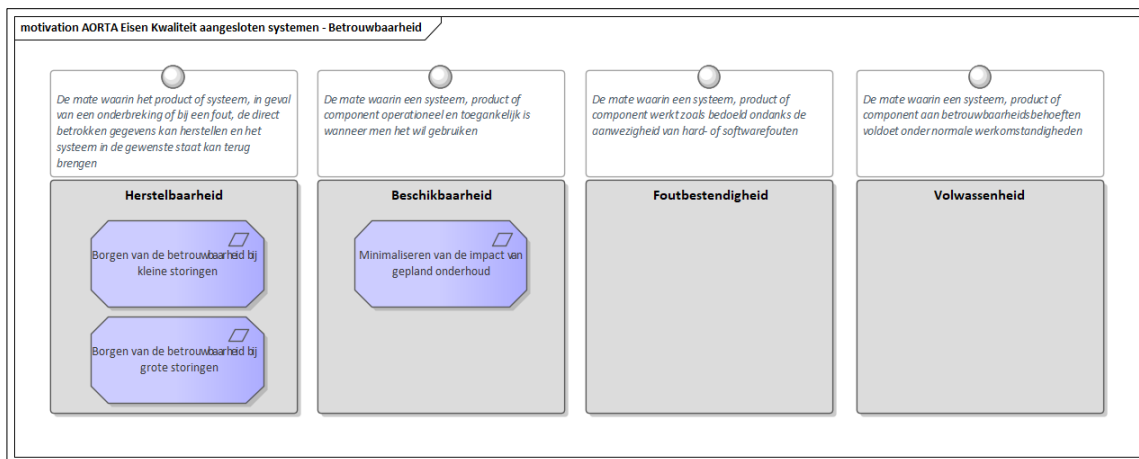 motivation AORTA Eisen Kwaliteit aangesloten systemen - Betrouwbaarheid
De mate waarin het product of systeem, in geval
van een onderbreking of bij een fout, de direct
betrokken gegevens kan herstellen en het
systeem in de gewenste staat kan terug
brengen
Herstelbaarheid
Borgen van de betrouwbaarheid bij
kleine storingen
Borgen van de betrouwbaarheid bij
grote storingen
De mate waarin een systeem, product of
component operationeel en toegankelijk is
wanneer men het wil gebruiken
Beschikbaarheid
Minimaliseren van de impact van
gepland onderhoud
De mate waarin een systeem, product of
component werkt zoals bedoeld ondanks de
aanwezigheid van hard- of softwarefouten
Foutbestendigheid
De mate waarin een systeem, product of
component aan betrouwbaarheidsbehoeften
voldoet onder normale werkomstandigheden
Volwassenheid